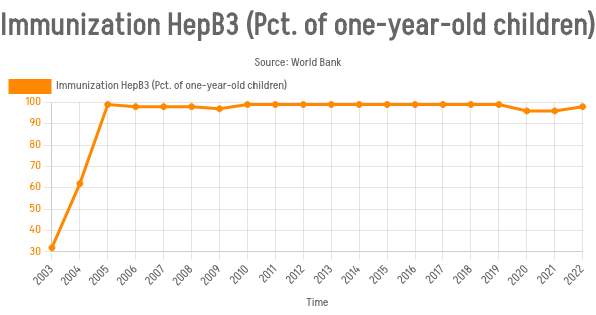 Immunization HepB3 (Pct. of one-year-old children)
Source: World Bank
Immunization HepB3 (Pct. of one-year-old children)
100
90
80
70
60
50
40
30
2003 2004 2005 2006 2007 2008 2009 2010 2011 2012 2013 2014 2015 2016 2017 2018 2019 2020 2021 2022
Time